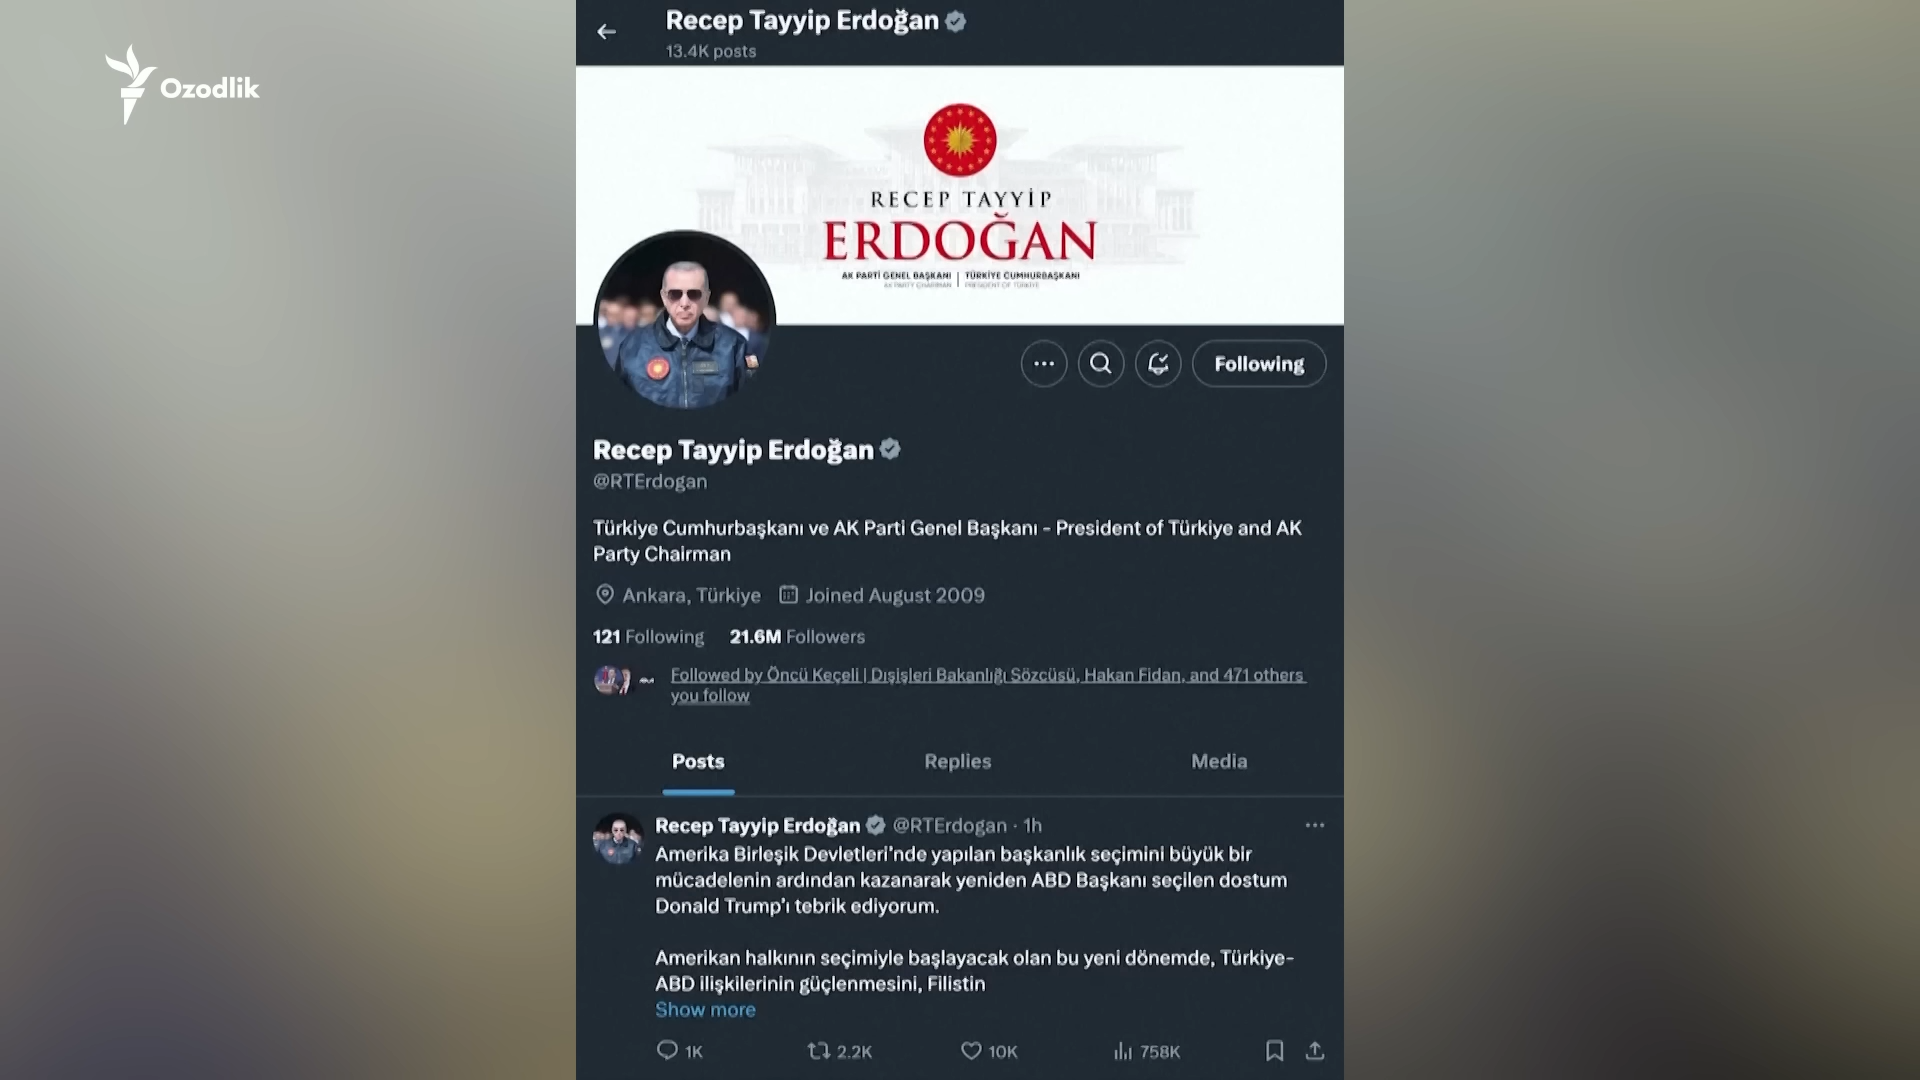 Ozodlik
Recep Tayyip Erdoğan
13.4K posts
RECEP TAYYİP
ERDOĞAN
AK PARTİ GENEL BAŞKANI | TÜRKİYE CUMHURBAŞKANI
AK PARTY CHAIRMAN | PRESIDENT OF TÜRKİYE
Following
Recep Tayyip Erdoğan
@RTErdogan
Türkiye Cumhurbaşkanı ve AK Parti Genel Başkanı - President of Türkiye and AK
Party Chairman
Ankara, Türkiye Joined August 2009
121 Following 21.6M Followers
Followed by Öncü Keçeli | Dışişleri Bakanlığı Sözcüsü, Hakan Fidan, and 471 others
you follow
Posts Replies Media
Recep Tayyip Erdoğan @RTErdogan · 1h
Amerika Birleşik Devletleri'nde yapılan başkanlık seçimini büyük bir
mücadelenin ardından kazanarak yeniden ABD Başkanı seçilen dostum
Donald Trump'ı tebrik ediyorum.
Amerikan halkının seçimiyle başlayacak olan bu yeni dönemde, Türkiye-
ABD ilişkilerinin güçlenmesini, Filistin
Show more
1K 2.2K 10K 758K